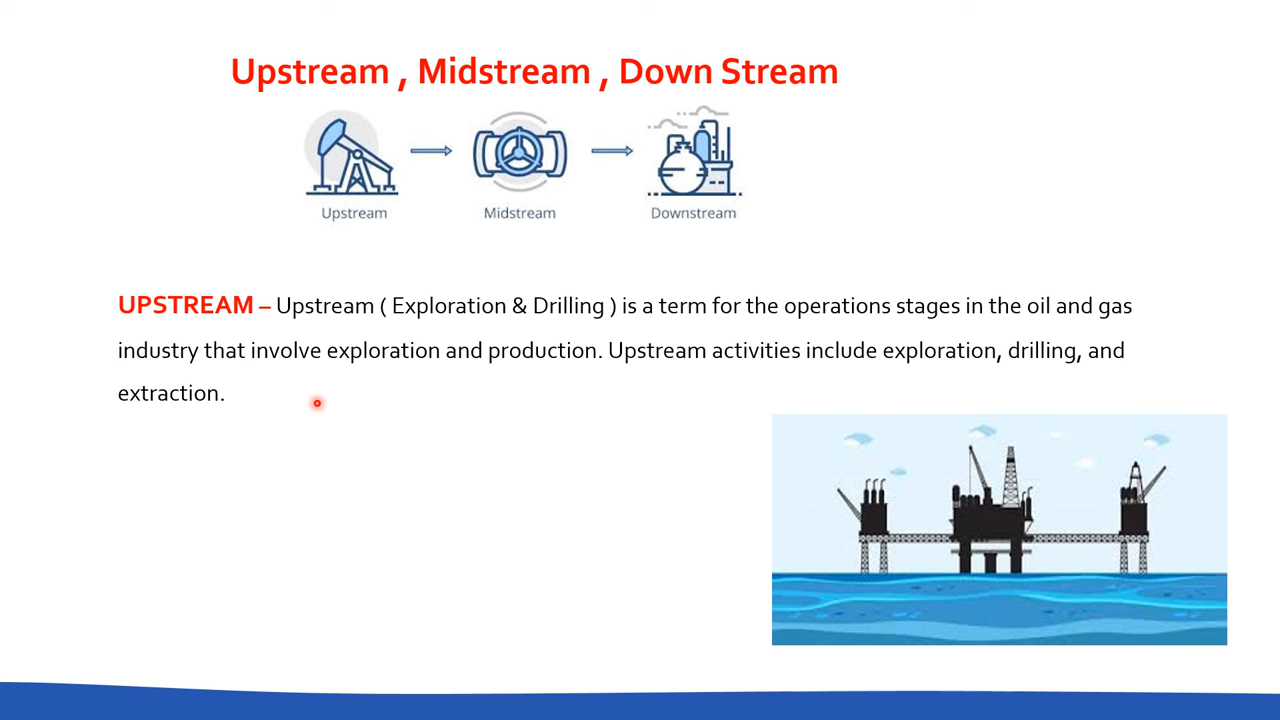 Upstream , Midstream , Down Stream
Upstream Midstream Downstream
UPSTREAM – Upstream ( Exploration & Drilling ) is a term for the operations stages in the oil and gas
industry that involve exploration and production. Upstream activities include exploration, drilling, and
extraction.